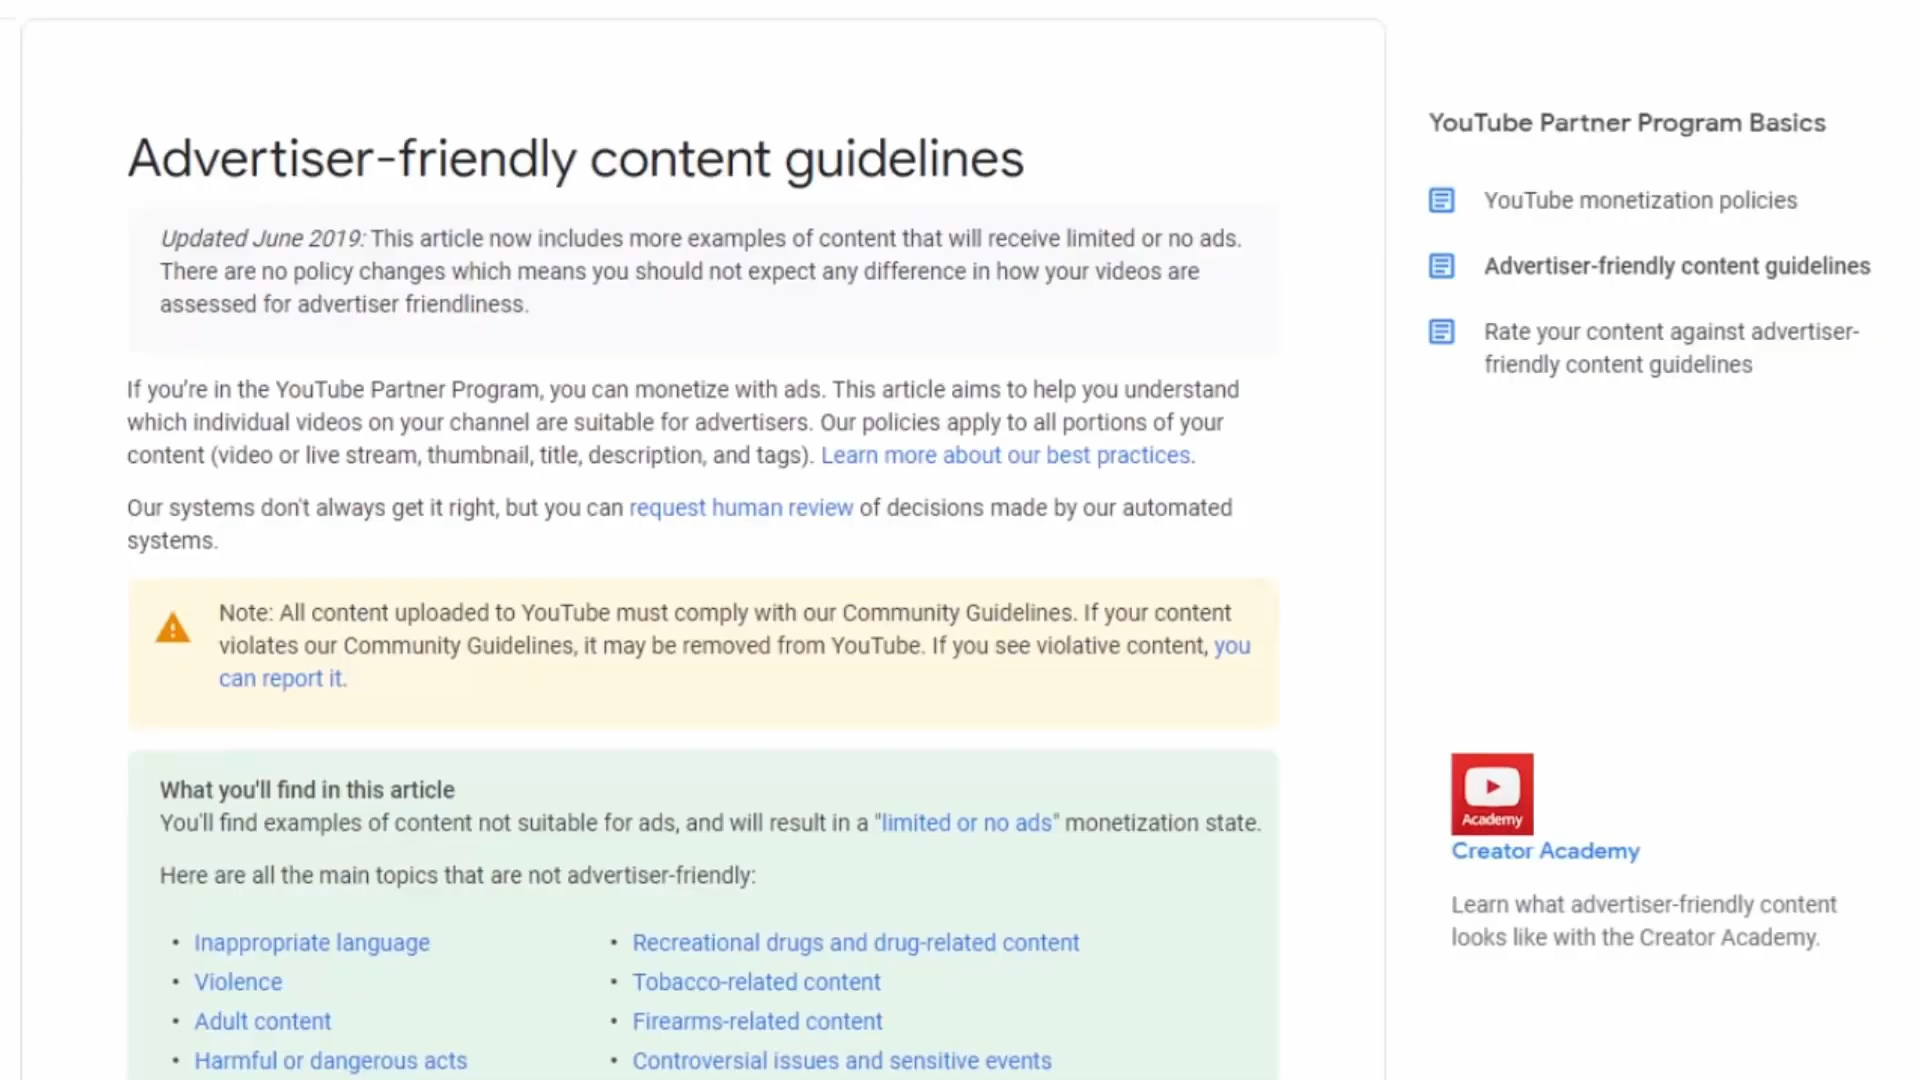 Advertiser-friendly content guidelines
Updated June 2019: This article now includes more examples of content that will receive limited or no ads.
There are no policy changes which means you should not expect any difference in how your videos are
assessed for advertiser friendliness.
If you’re in the YouTube Partner Program, you can monetize with ads. This article aims to help you understand
which individual videos on your channel are suitable for advertisers. Our policies apply to all portions of your
content (video or live stream, thumbnail, title, description, and tags). Learn more about our best practices.
Our systems don't always get it right, but you can request human review of decisions made by our automated
systems.
Note: All content uploaded to YouTube must comply with our Community Guidelines. If your content
violates our Community Guidelines, it may be removed from YouTube. If you see violative content, you
can report it.
What you'll find in this article
You'll find examples of content not suitable for ads, and will result in a "limited or no ads" monetization state.
Here are all the main topics that are not advertiser-friendly:
• Inappropriate language
• Violence
• Adult content
• Harmful or dangerous acts
• Recreational drugs and drug-related content
• Tobacco-related content
• Firearms-related content
• Controversial issues and sensitive events
YouTube Partner Program Basics
YouTube monetization policies
Advertiser-friendly content guidelines
Rate your content against advertiser-
friendly content guidelines
Academy
Creator Academy
Learn what advertiser-friendly content
looks like with the Creator Academy.